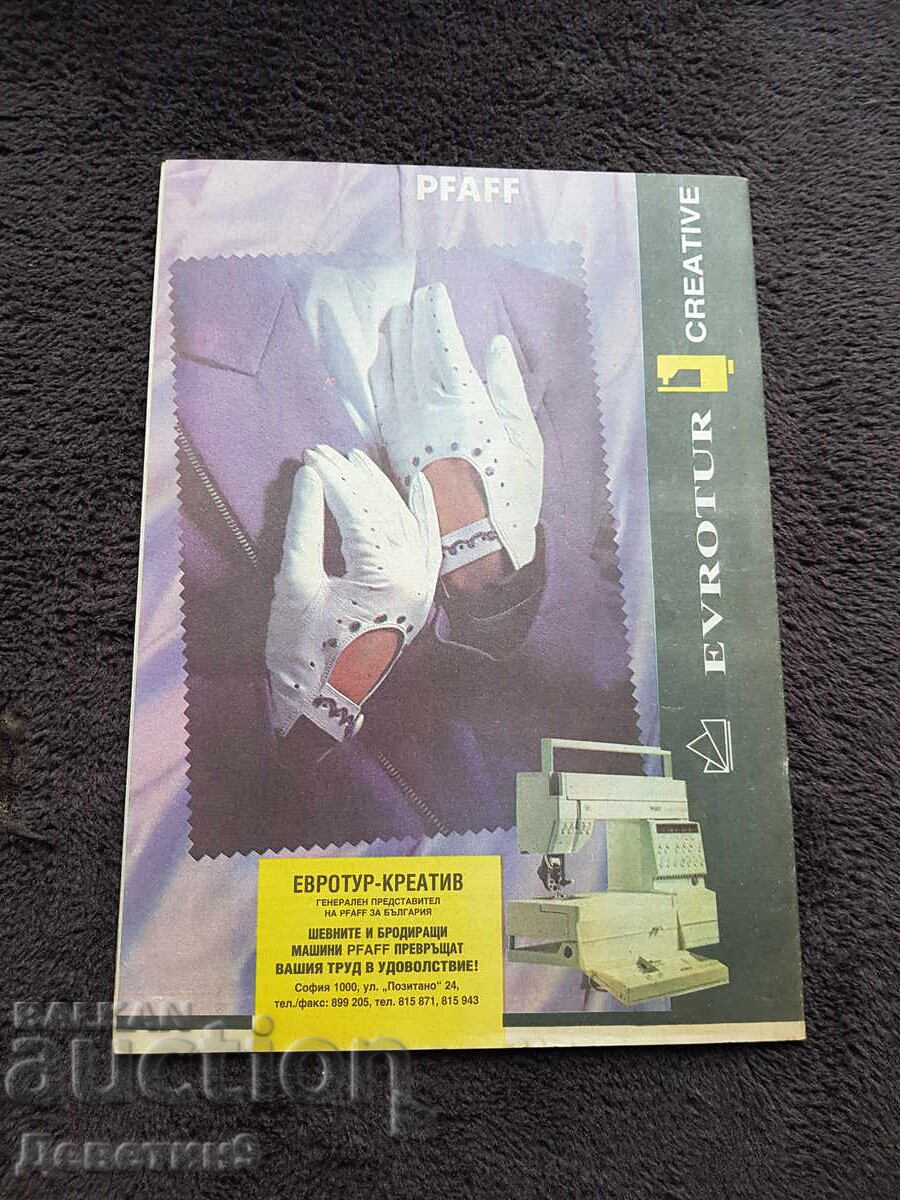 PFAFF
EVROTUR CREATIVE
ЕВРОТУР-КРЕАТИВ
ГЕНЕРАЛЕН ПРЕДСТАВИТЕЛ
НА PFAFF ЗА БЪЛГАРИЯ
ШЕВНИТЕ И БРОДИРАЩИ
МАШИНИ PFAFF ПРЕВРЪЩАТ
ВАШИЯ ТРУД В УДОВОЛСТВИЕ!
София 1000, ул. „Позитано" 24,
тел./факс: 899 205, тел. 815 871, 815 943
BALKAN
auction
Деветик9